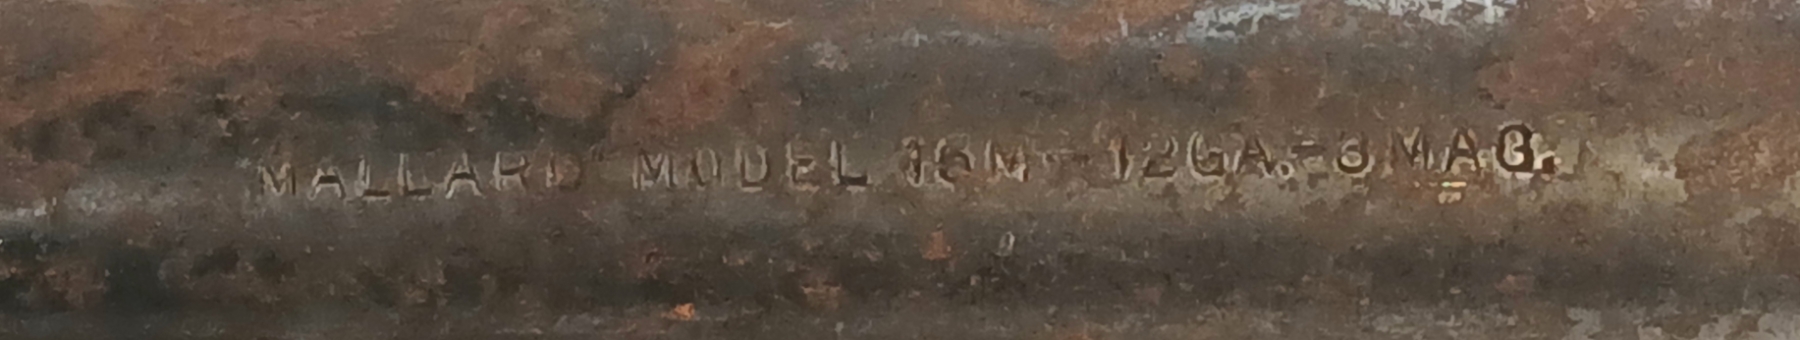 MALLARD MODEL 16M - 12GA.-3 MAG.